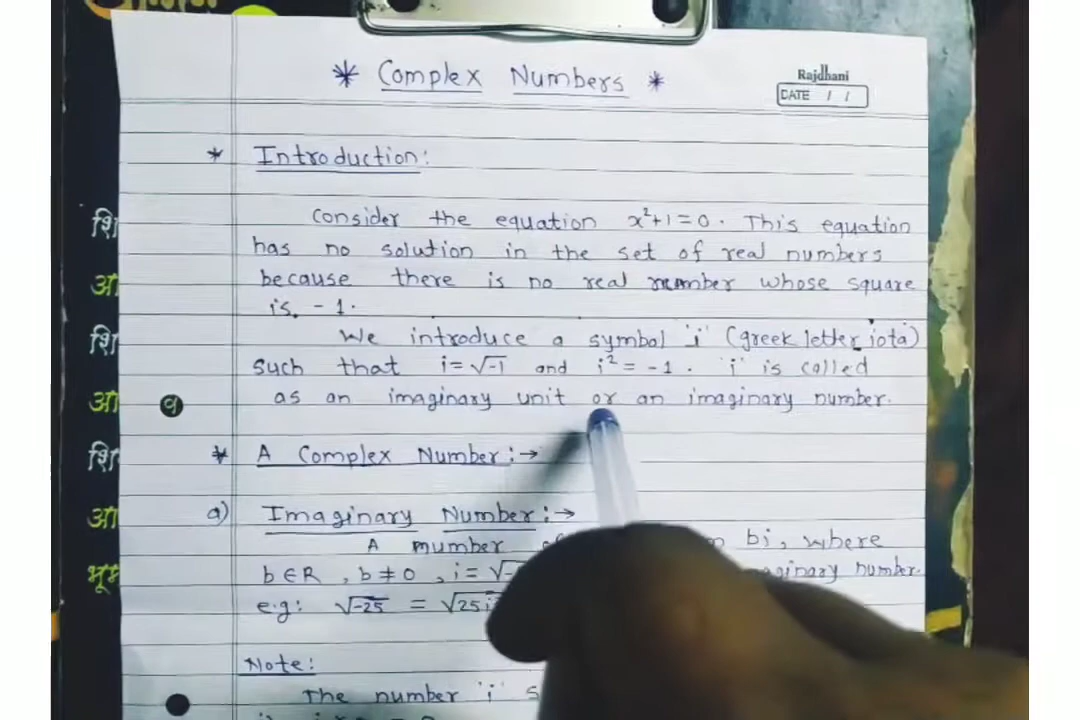 * Complex Numbers *
Rajdhani
DATE / /
* Introduction:
Consider the equation x²+1=0. This equation
has no solution in the set of real numbers
because there is no real number whose square
is. -1.
We introduce a symbol 'i' (greek letter iota)
such that i=√-1 and i² = -1. 'i' is called
as an imaginary unit or an imaginary number.
* A Complex Number:→
a) Imaginary Number:→
A mumber bi, where
b∈R, b≠0, i=√ number.
e.g: √-25 = √25i
Note:
The number 'i'
शि
आ
शि
आ
शि
आ
भूम